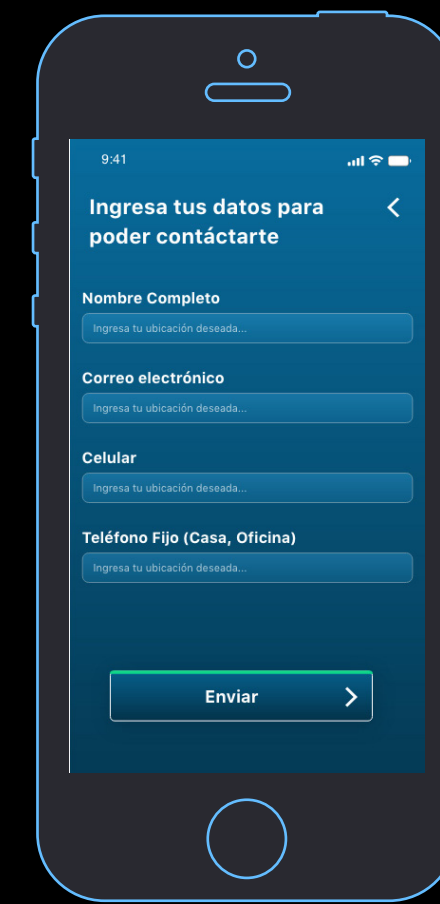 9:41
Ingresa tus datos para
poder contáctarte
Nombre Completo
Ingresa tu ubicación deseada...
Correo electrónico
Ingresa tu ubicación deseada...
Celular
Ingresa tu ubicación deseada...
Teléfono Fijo (Casa, Oficina)
Ingresa tu ubicación deseada...
Enviar